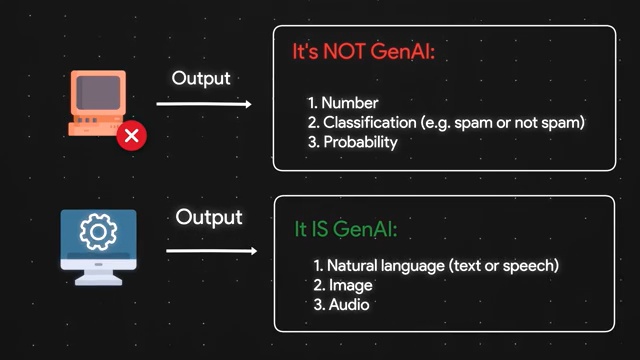 Output
It's NOT GenAI:
1. Number
2. Classification (e.g. spam or not spam)
3. Probability
Output
It IS GenAI:
1. Natural language (text or speech)
2. Image
3. Audio